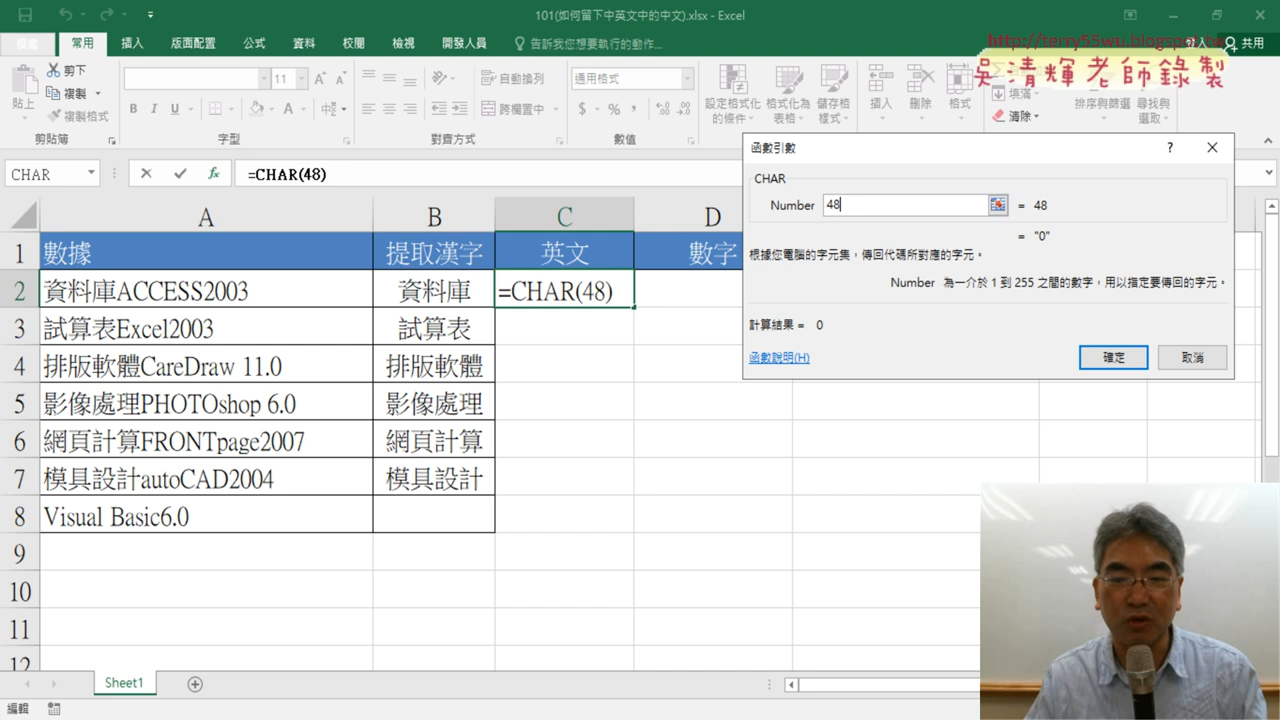 101(如何留下中英文中的中文).xlsx - Excel
常用 插入 版面配置 公式 資料 校閱 檢視 開發人員 告訴我您想要執行的動作... 共用
http://terry55wu.blogspot.tw
吳清輝老師錄製
貼上 剪下 複製 複製格式
11 A A B I U A
自動換列 跨欄置中
通用格式 $ % ,
設定格式化的條件 格式化為表格 儲存格樣式 插入 刪除 格式 填滿 清除 排序與篩選 尋找與選取
剪貼簿 字型 對齊方式 數值
CHAR fx =CHAR(48)
A B C D
1 數據 提取漢字 英文 數字
2 資料庫ACCESS2003 資料庫 =CHAR(48)
3 試算表Excel2003 試算表
4 排版軟體CareDraw 11.0 排版軟體
5 影像處理PHOTOshop 6.0 影像處理
6 網頁計算FRONTpage2007 網頁計算
7 模具設計autoCAD2004 模具設計
8 Visual Basic6.0
9
10
11
12
函數引數 ?
CHAR
Number 48 = 48
= "0"
根據您電腦的字元集，傳回代碼所對應的字元。
Number 為一介於 1 到 255 之間的數字，用以指定要傳回的字元。
計算結果 = 0
函數說明(H) 確定 取消
Sheet1
編輯